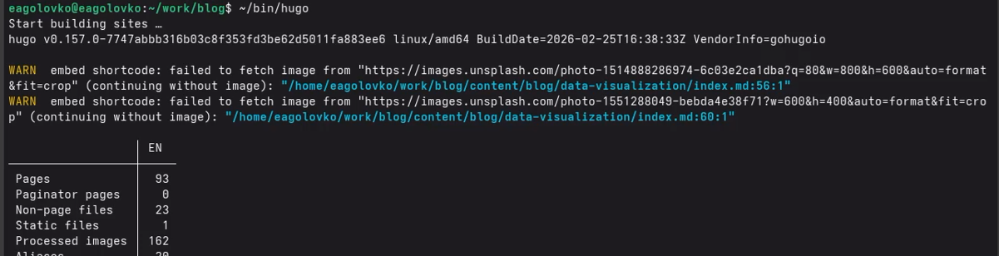 eagolovko@eagolovko:~/work/blog$ ~/bin/hugo
Start building sites …
hugo v0.157.0-7747abbb316b03c8f353fd3be62d5011fa883ee6 linux/amd64 BuildDate=2026-02-25T16:38:33Z VendorInfo=gohugoio
WARN  embed shortcode: failed to fetch image from "https://images.unsplash.com/photo-1514888286974-6c03e2ca1dba?q=80&w=800&h=600&auto=format
&fit=crop" (continuing without image): "/home/eagolovko/work/blog/content/blog/data-visualization/index.md:56:1"
WARN  embed shortcode: failed to fetch image from "https://images.unsplash.com/photo-1551288049-bebda4e38f71?w=600&h=400&auto=format&fit=cro
p" (continuing without image): "/home/eagolovko/work/blog/content/blog/data-visualization/index.md:60:1"
EN
Pages 93
Paginator pages 0
Non-page files 23
Static files 1
Processed images 162
Aliases 20